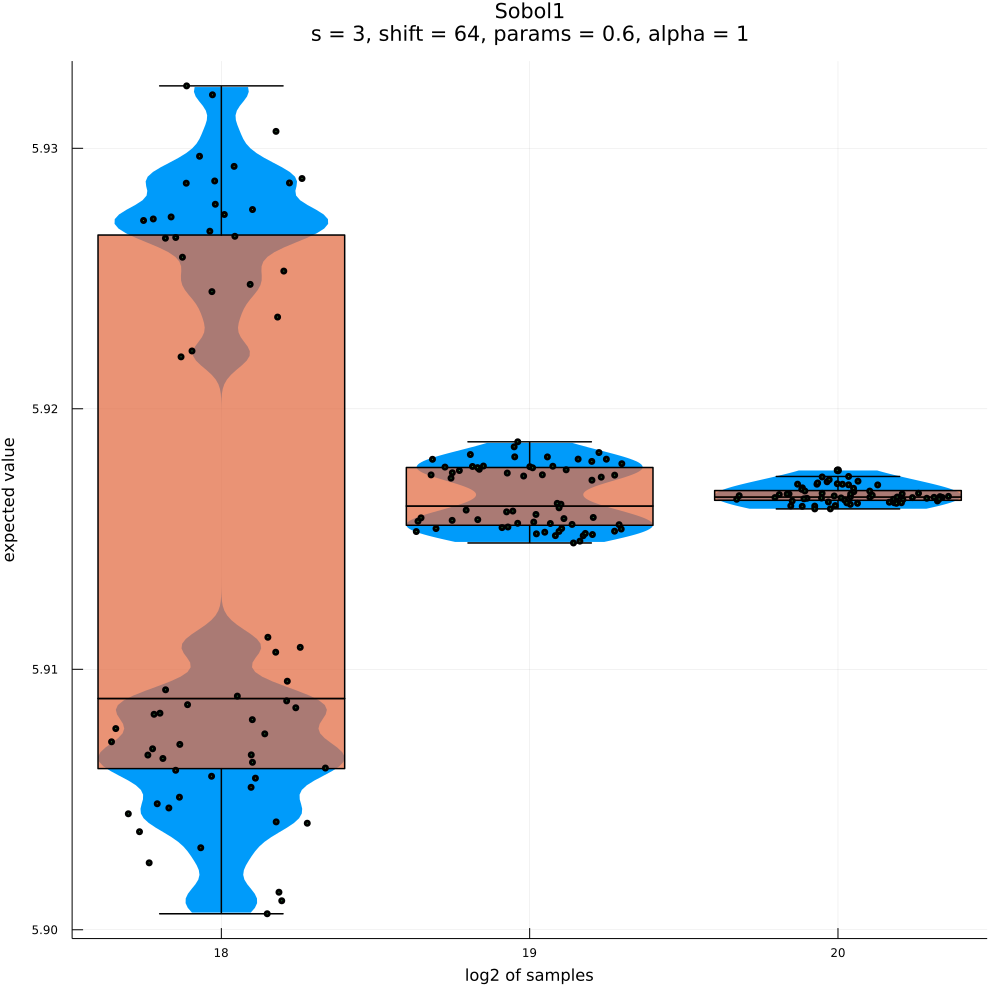 Sobol1
s = 3, shift = 64, params = 0.6, alpha = 1
expected value
5.93
5.92
5.91
5.90
18
19
20
log2 of samples